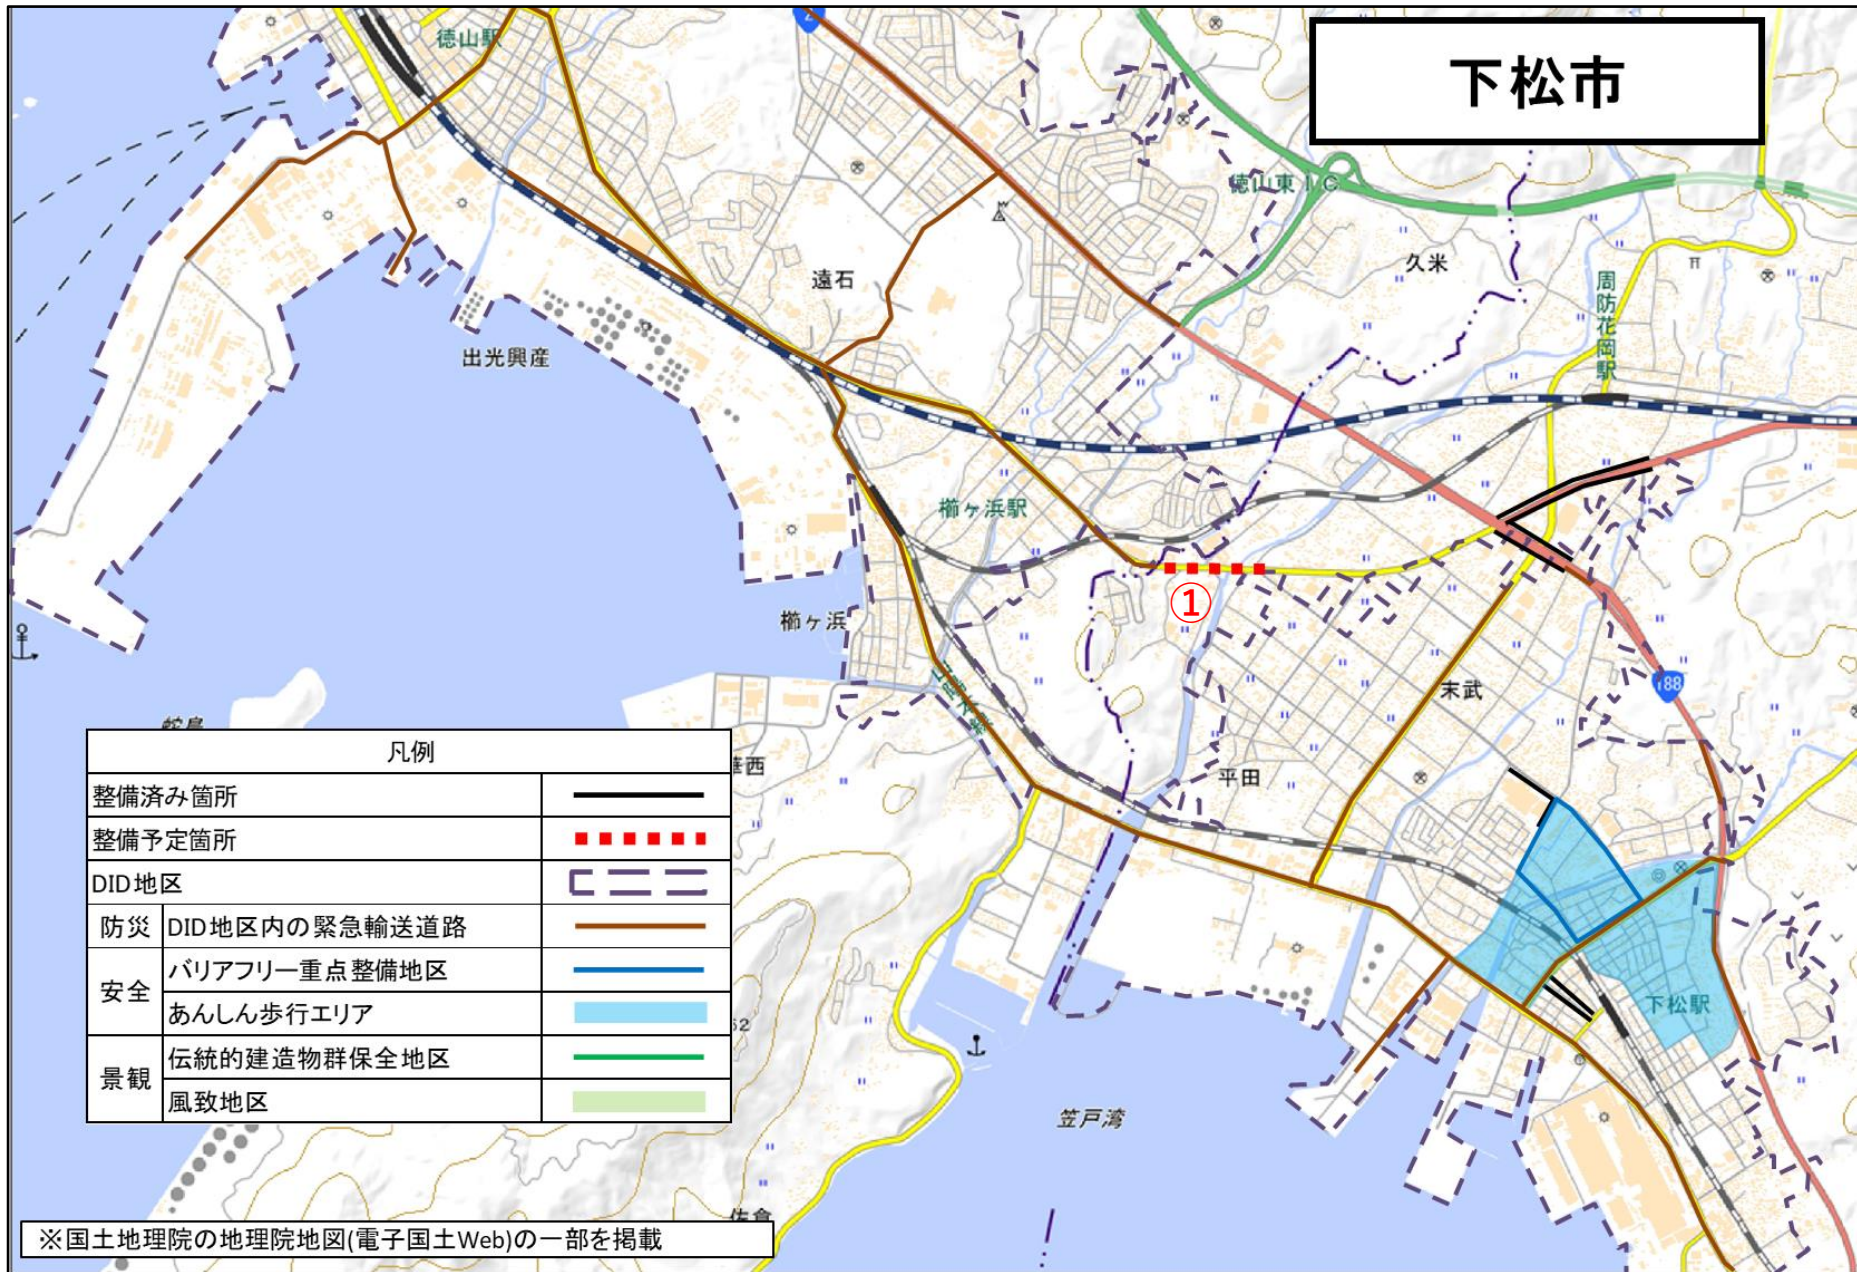 下松市
徳山駅
2
徳山東IC
久米
遠石
周防花岡駅
出光興産
櫛ヶ浜駅
①
櫛ヶ浜
188
末武
平田
下松駅
笠戸湾
凡例
整備済み箇所
整備予定箇所
DID地区
防災
DID地区内の緊急輸送道路
安全
バリアフリー重点整備地区
あんしん歩行エリア
景観
伝統的建造物群保全地区
風致地区
※国土地理院の地理院地図(電子国土Web)の一部を掲載